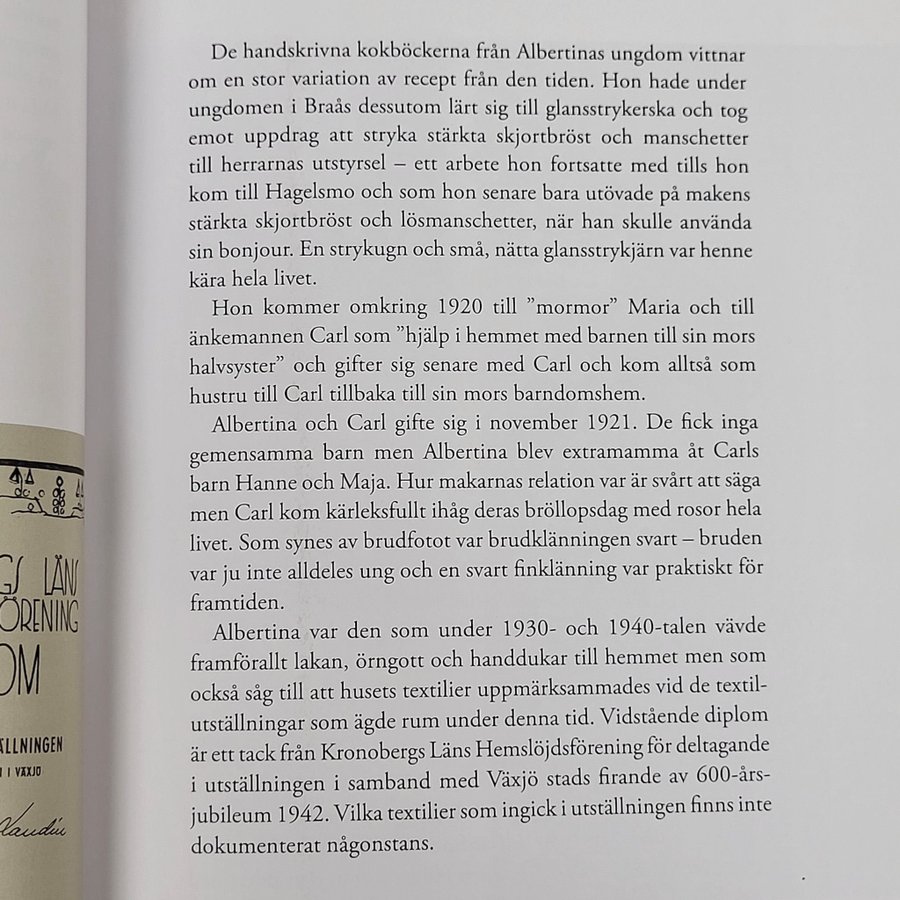 De handskrivna kokböckerna från Albertinas ungdom vittnar
om en stor variation av recept från den tiden. Hon hade under
ungdomen i Braås dessutom lärt sig till glansstrykerska och tog
emot uppdrag att stryka stärkta skjortbröst och manschetter
till herrarnas utstyrsel – ett arbete hon fortsatte med tills hon
kom till Hagelsmo och som hon senare bara utövade på makens
stärkta skjortbröst och lösmanschetter, när han skulle använda
sin bonjour. En strykugn och små, nätta glansstrykjärn var henne
kära hela livet.
Hon kommer omkring 1920 till ”mormor” Maria och till
änkemannen Carl som ”hjälp i hemmet med barnen till sin mors
halvsyster” och gifter sig senare med Carl och kom alltså som
hustru till Carl tillbaka till sin mors barndomshem.
Albertina och Carl gifte sig i november 1921. De fick inga
gemensamma barn men Albertina blev extramamma åt Carls
barn Hanne och Maja. Hur makarnas relation var är svårt att säga
men Carl kom kärleksfullt ihåg deras bröllopsdag med rosor hela
livet. Som synes av brudfotot var brudklänningen svart – bruden
var ju inte alldeles ung och en svart finklänning var praktiskt för
framtiden.
Albertina var den som under 1930- och 1940-talen vävde
framförallt lakan, örngott och handdukar till hemmet men som
också såg till att husets textilier uppmärksammades vid de textil-
utställningar som ägde rum under denna tid. Vidstående diplom
är ett tack från Kronobergs Läns Hemslöjdsförening för deltagande
i utställningen i samband med Växjö stads firande av 600-års-
jubileum 1942. Vilka textilier som ingick i utställningen finns inte
dokumenterat någonstans.
GS LÄNS
FÖRENING
OM
ÄLLNINGEN
I VÄXJÖ